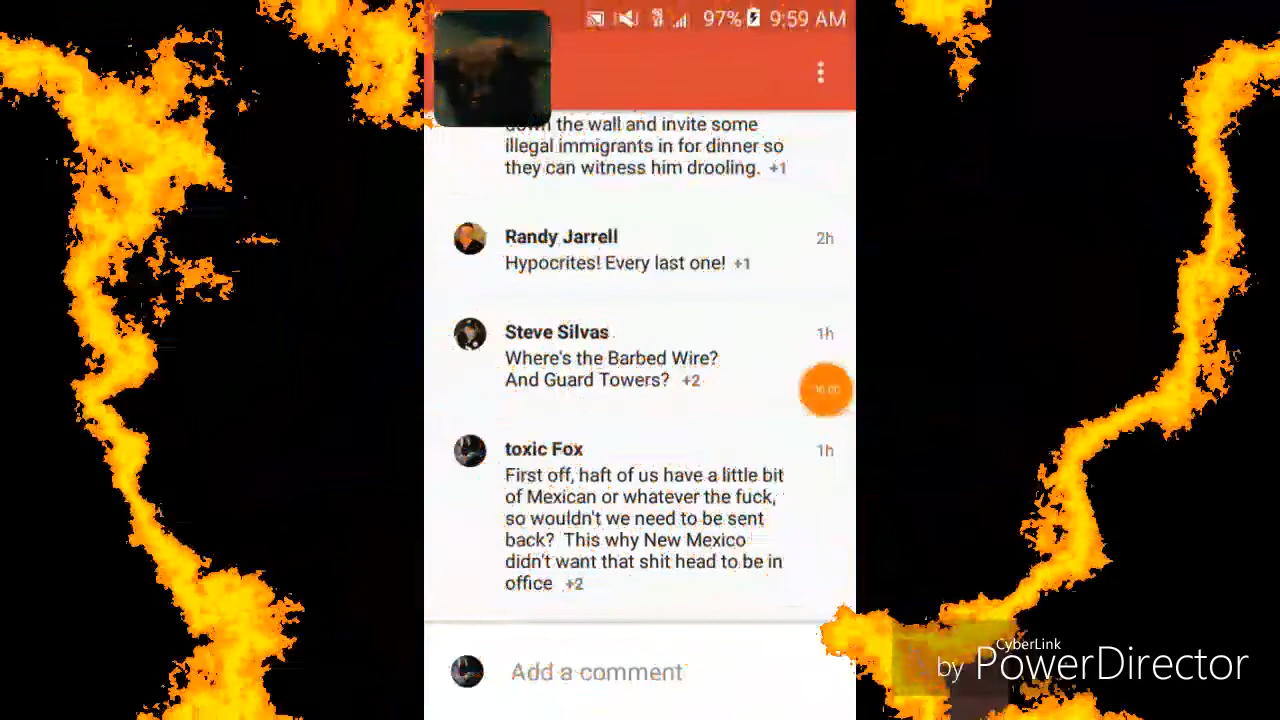 97% 9:59 AM
down the wall and invite some
illegal immigrants in for dinner so
they can witness him drooling. +1
Randy Jarrell 2h
Hypocrites! Every last one! +1
Steve Silvas 1h
Where's the Barbed Wire?
And Guard Towers? +2
toxic Fox 1h
First off, haft of us have a little bit
of Mexican or whatever the fuck,
so wouldn't we need to be sent
back? This why New Mexico
didn't want that shit head to be in
office +2
Add a comment
CyberLink
by PowerDirector